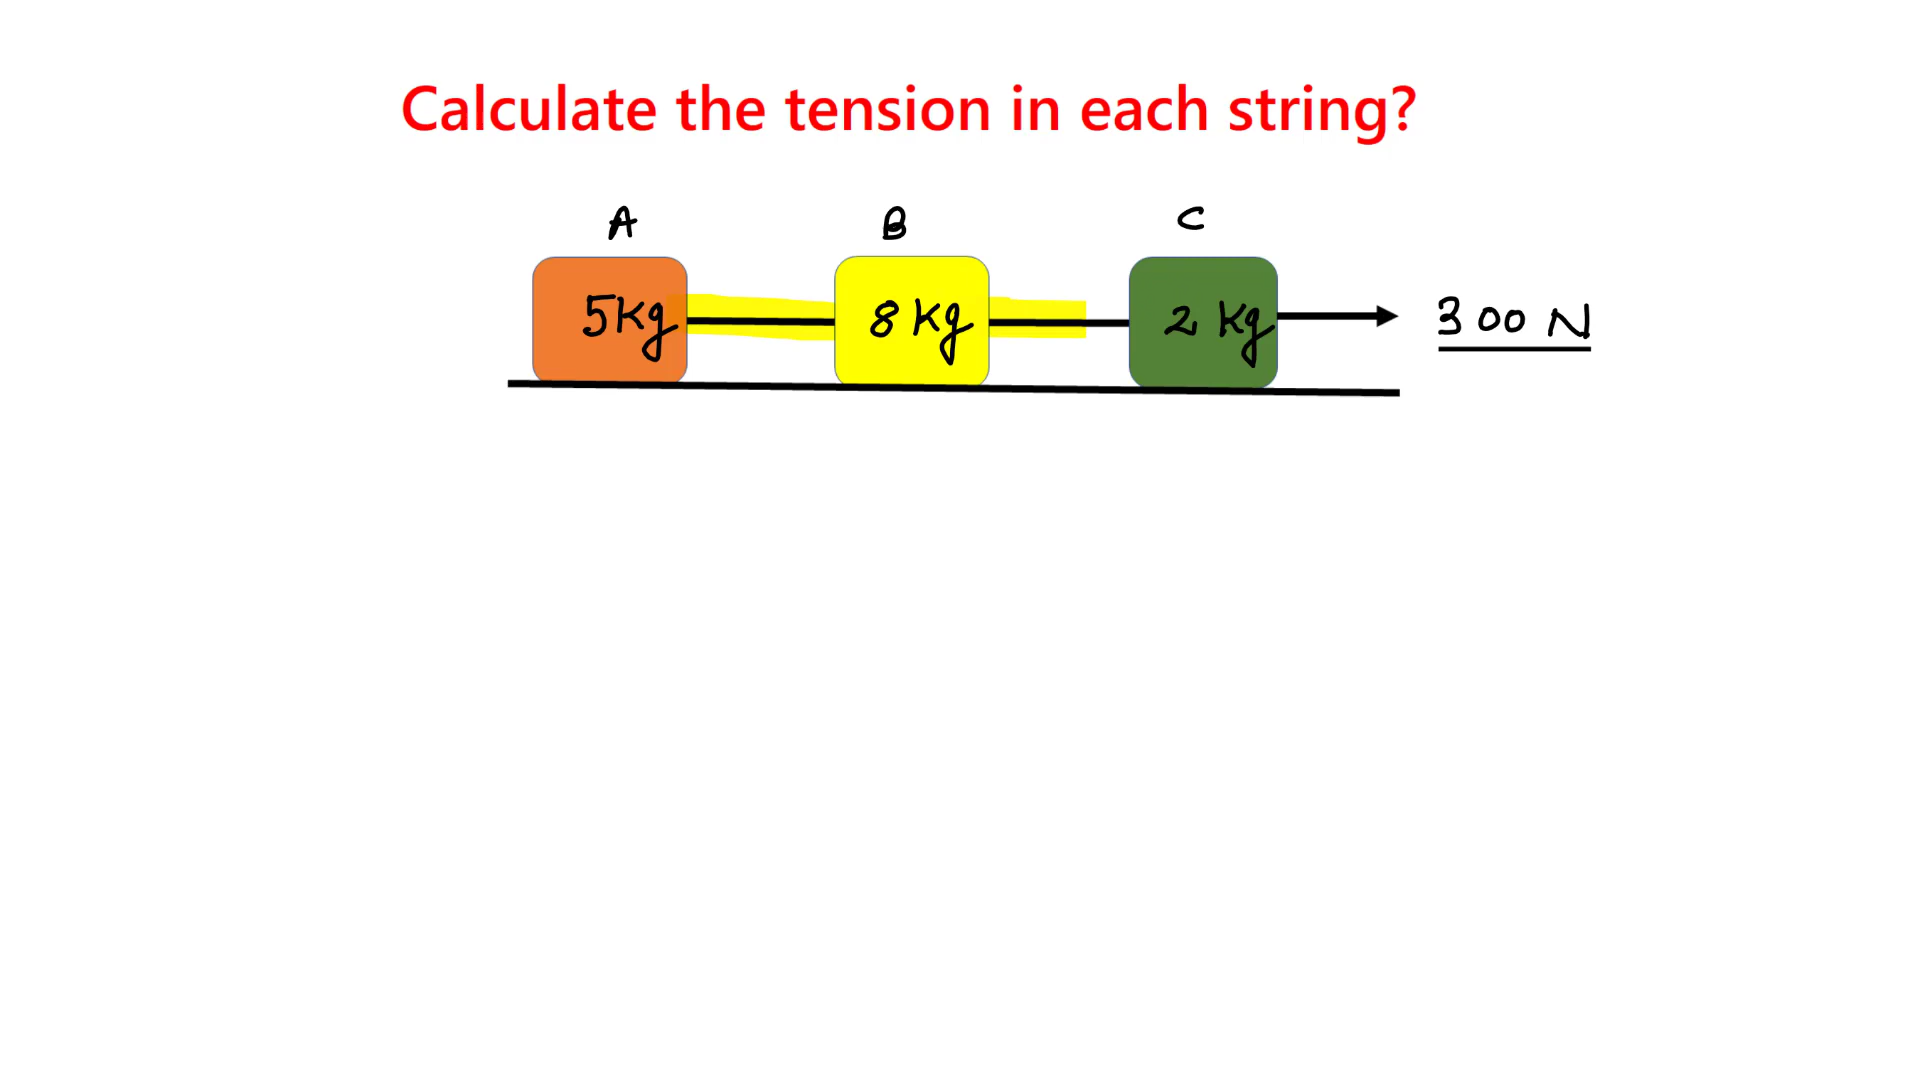 Calculate the tension in each string?
A B C
5Kg 8 Kg 2 Kg 300 N